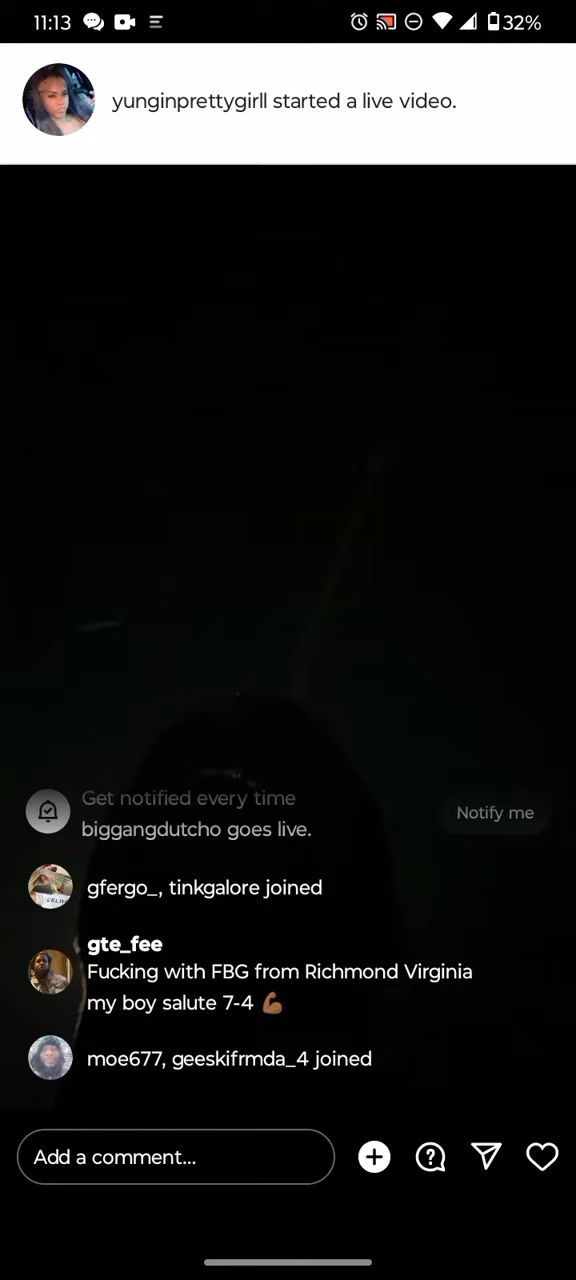 11:13
32%
yunginprettygirll started a live video.
Get notified every time
biggangdutcho goes live.
Notify me
gfergo_, tinkgalore joined
gte_fee
Fucking with FBG from Richmond Virginia
my boy salute 7-4 💪🏾
moe677, geeskifrmda_4 joined
Add a comment...